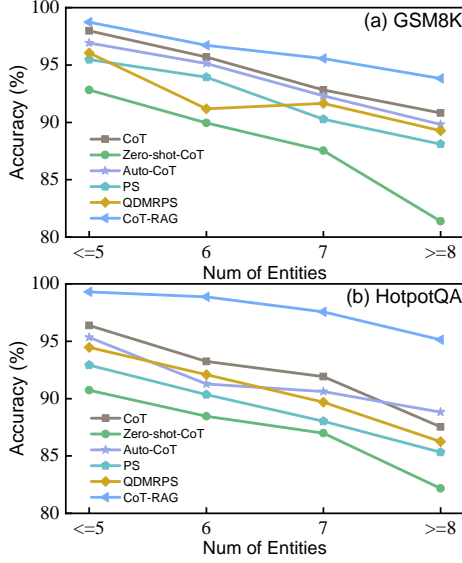 (a) GSM8K
Accuracy (%)
100
95
90
85
80
CoT
Zero-shot-CoT
Auto-CoT
PS
QDMRPS
CoT-RAG
<=5 6 7 >=8
Num of Entities
(b) HotpotQA
Accuracy (%)
100
95
90
85
80
CoT
Zero-shot-CoT
Auto-CoT
PS
QDMRPS
CoT-RAG
<=5 6 7 >=8
Num of Entities